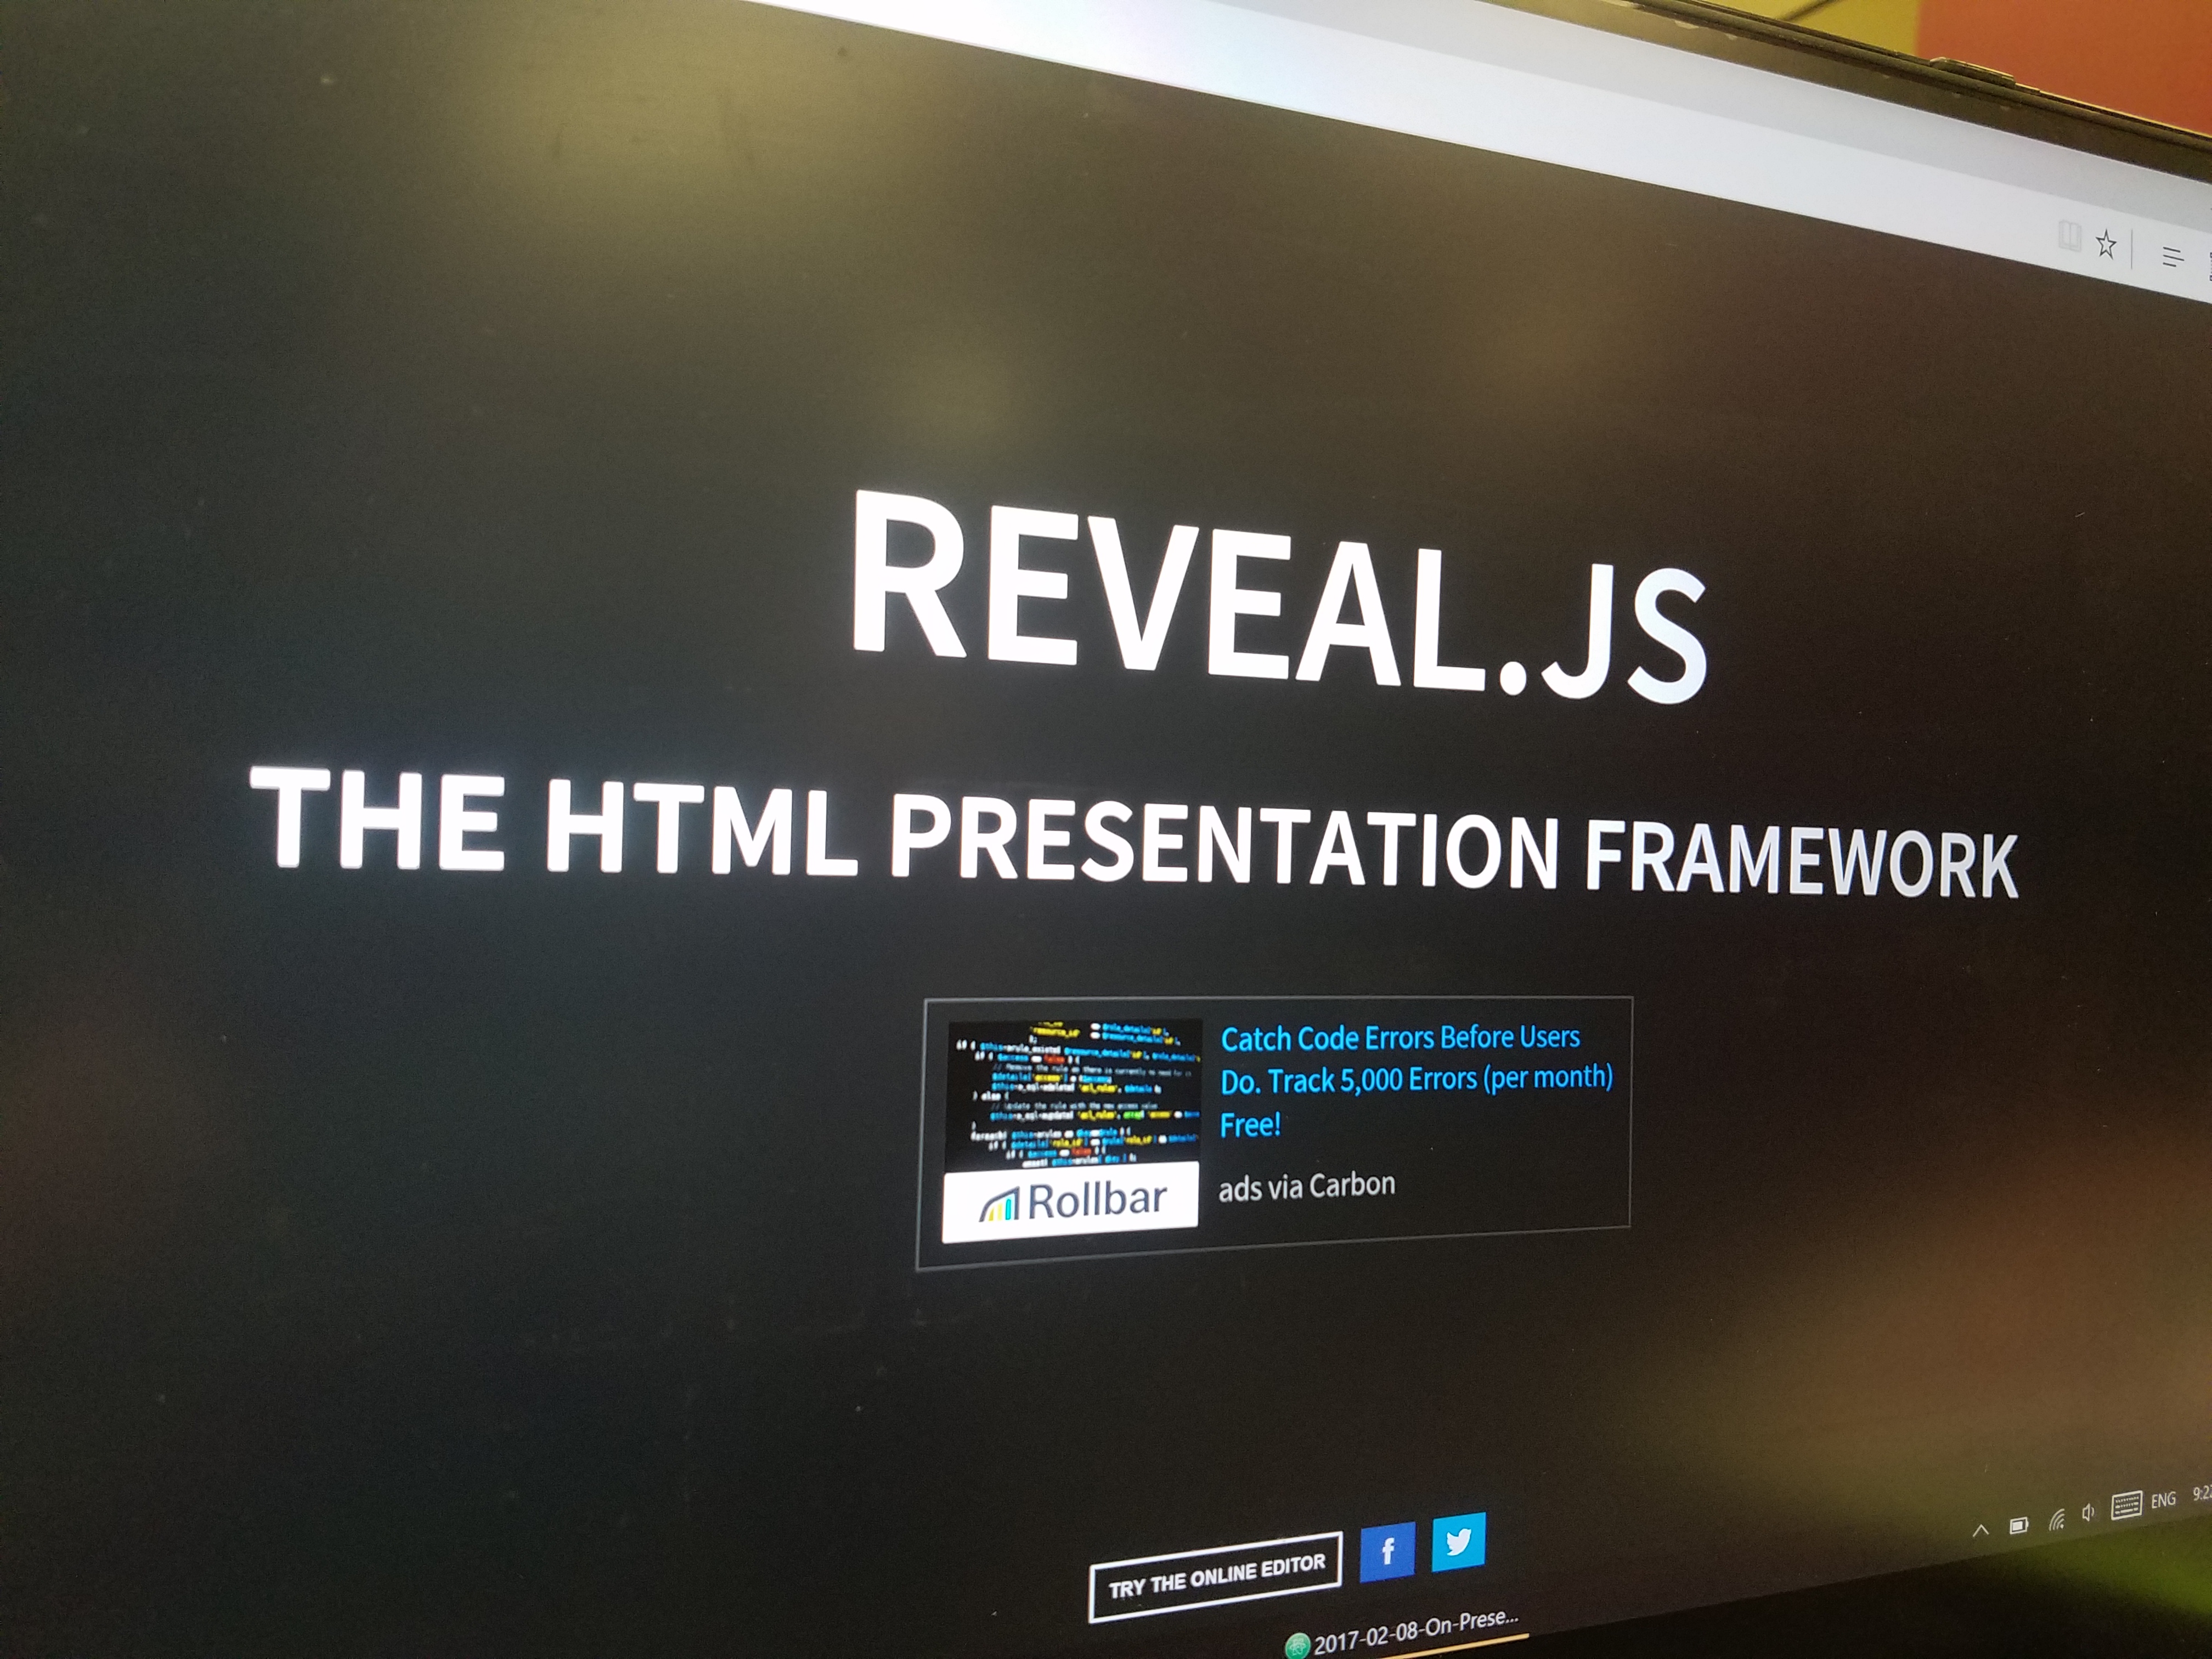 REVEAL.JS
THE HTML PRESENTATION FRAMEWORK
Catch Code Errors Before Users
Do. Track 5,000 Errors (per month)
Free!
ads via Carbon
Rollbar
TRY THE ONLINE EDITOR
f
ENG
2017-02-08-On-Prese...